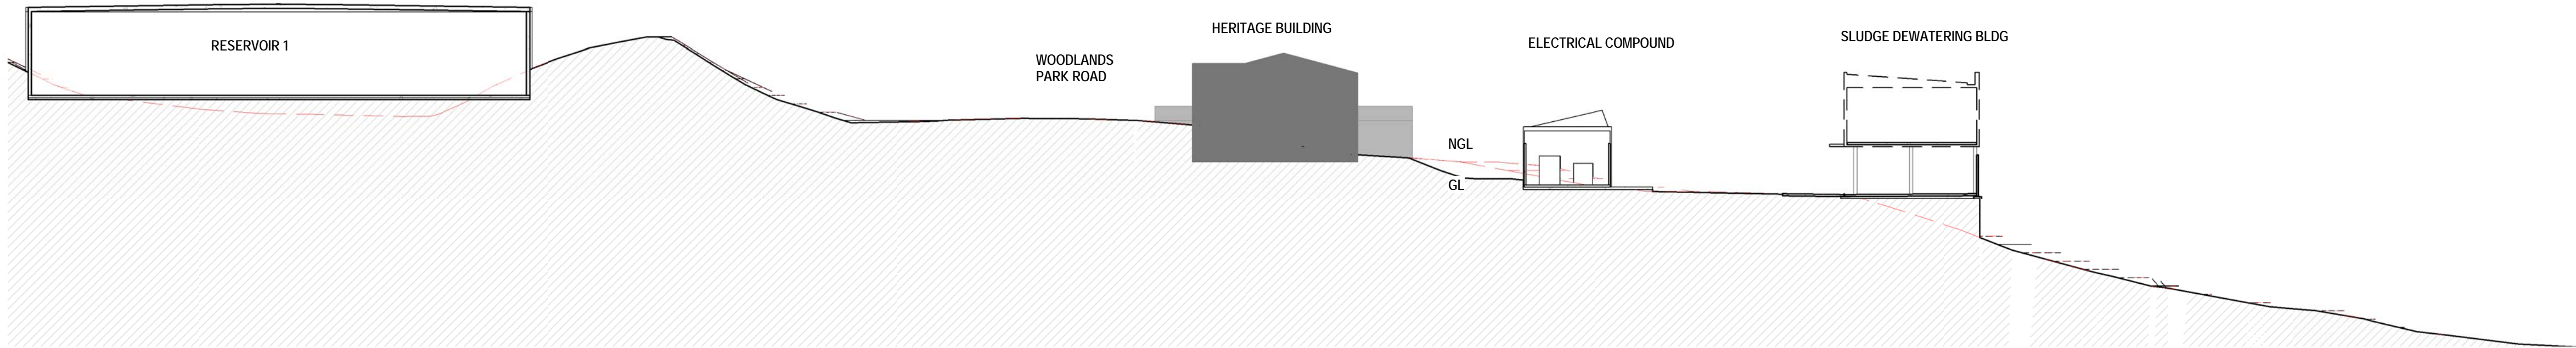 RESERVOIR 1
WOODLANDS
PARK ROAD
HERITAGE BUILDING
NGL
GL
ELECTRICAL COMPOUND
SLUDGE DEWATERING BLDG